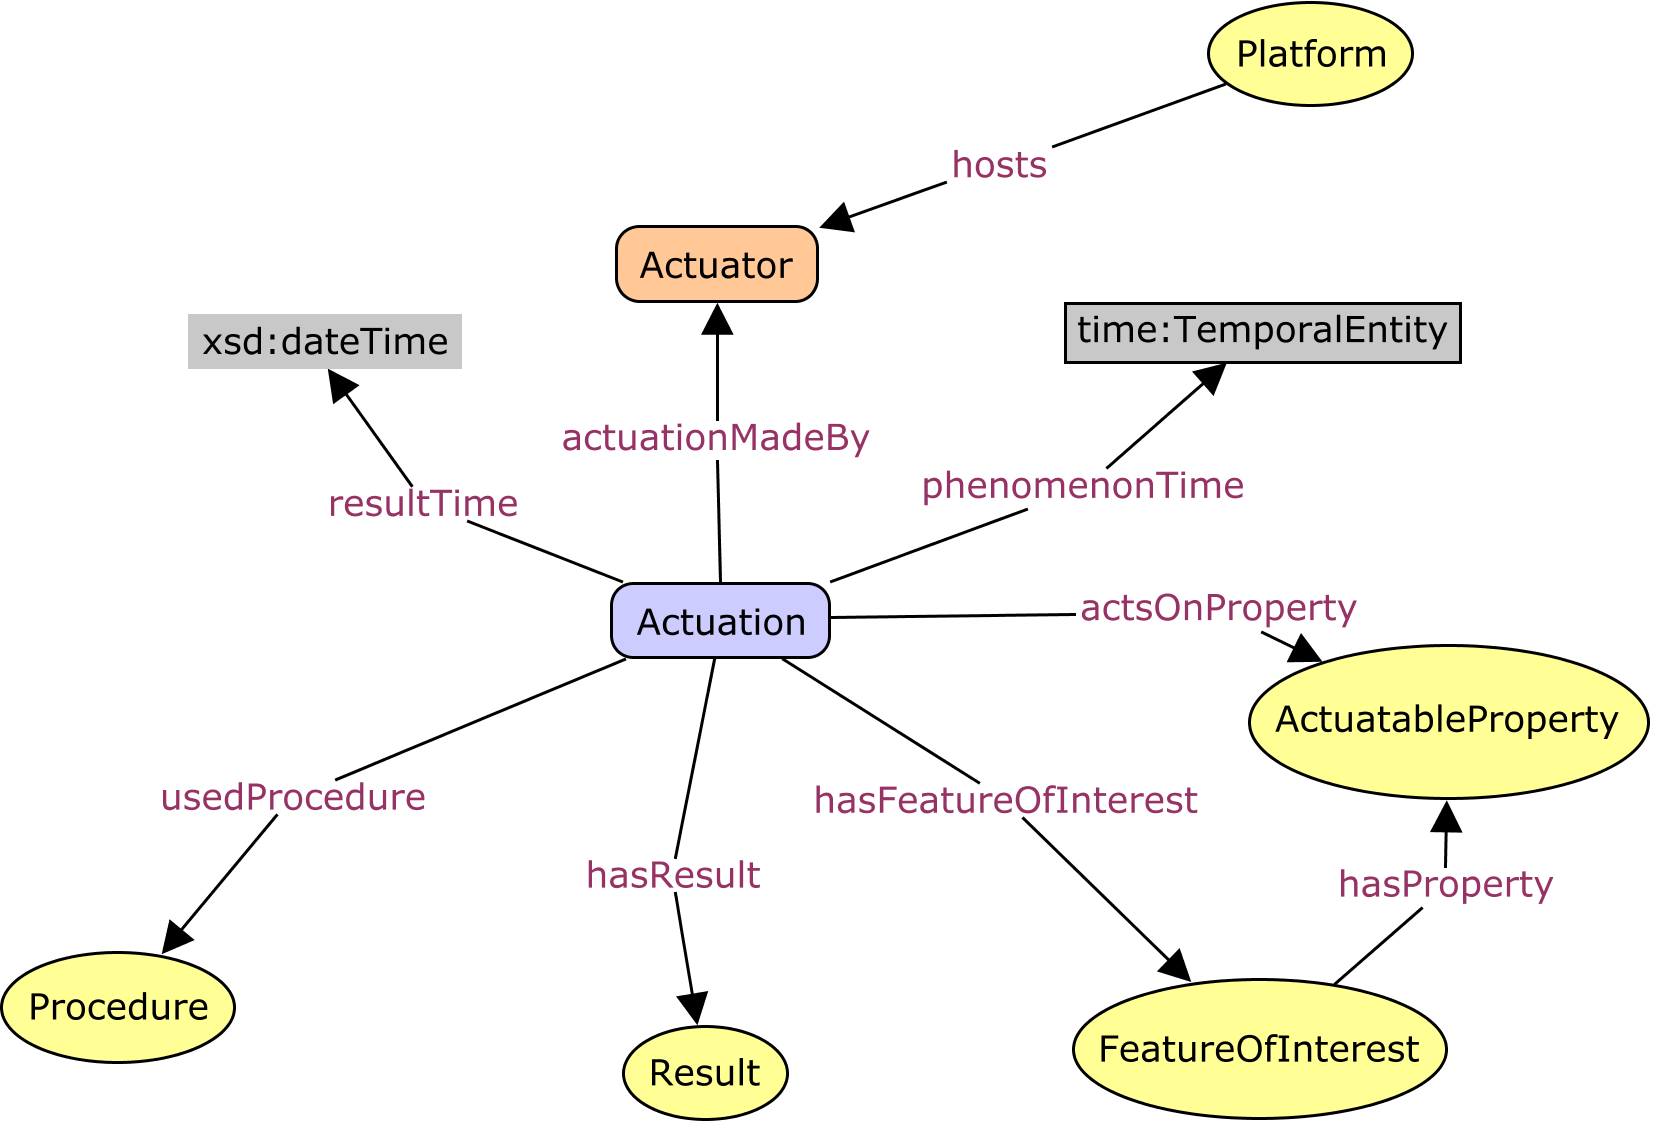 Platform
hosts
Actuator
xsd:dateTime
time:TemporalEntity
actuationMadeBy
phenomenonTime
resultTime
actsOnProperty
Actuation
ActuatableProperty
usedProcedure
hasFeatureOfInterest
hasResult
hasProperty
Procedure
FeatureOfInterest
Result